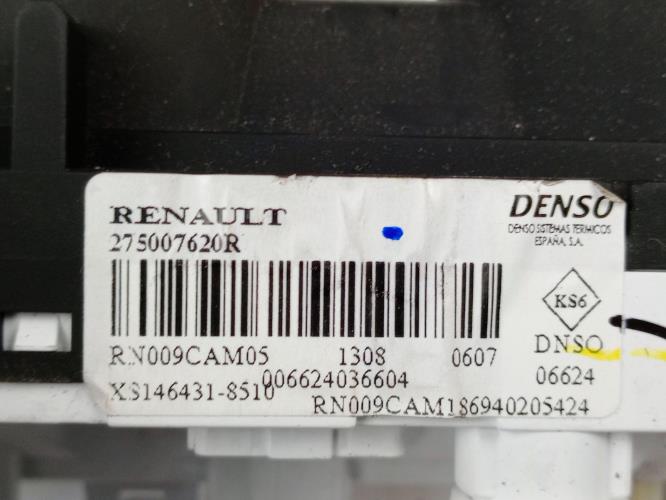 RENAULT
DENSO
275007620R
DENSO SISTEMAS TERMICOS
ESPAÑA, S.A.
KS6
RN009CAM05 1308 0607 DNSO
006624036604 06624
XS146431-8510
RN009CAM186940205424